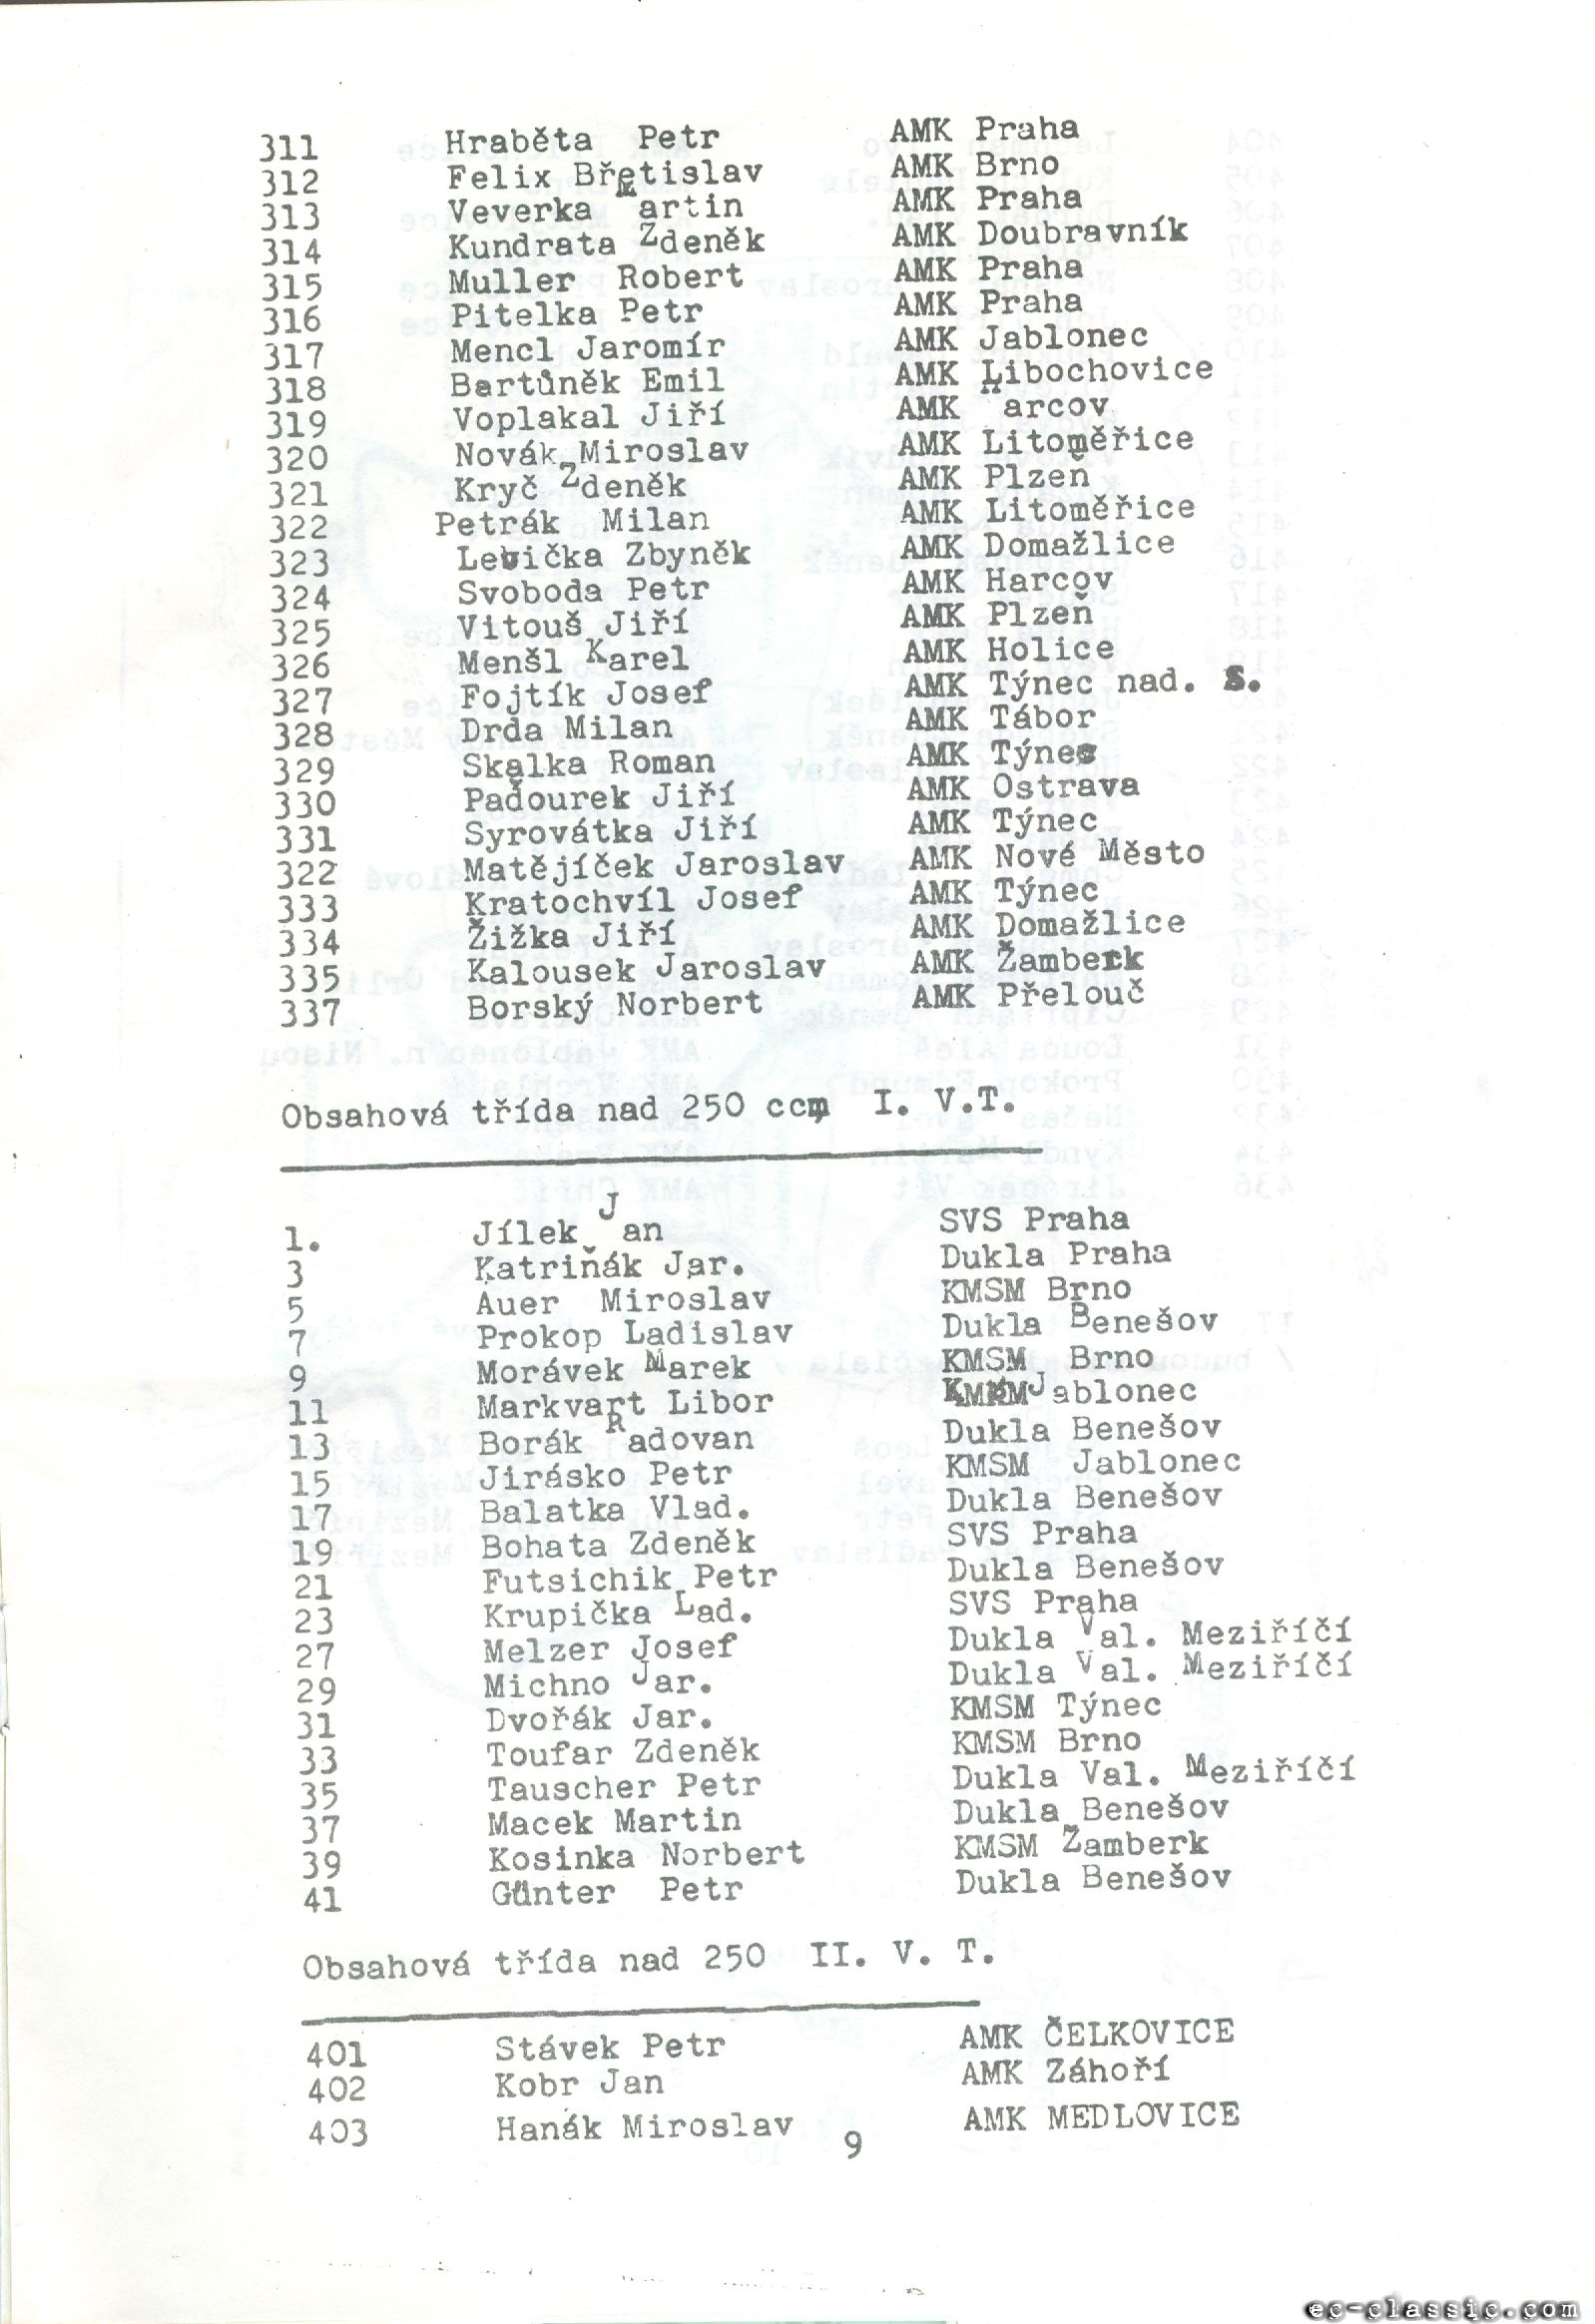 311 Hraběta Petr AMK Praha
312 Felix Břetislav AMK Brno
313 Veverka Martin AMK Praha
314 Kundrata Zdeněk AMK Doubravník
315 Muller Robert AMK Praha
316 Pitelka Petr AMK Praha
317 Mencl Jaromír AMK Jablonec
318 Bartůněk Emil AMK Libochovice
319 Voplakal Jiří AMK Harcov
320 Novák Miroslav AMK Litoměřice
321 Kryč Zdeněk AMK Plzeň
322 Petrák Milan AMK Litoměřice
323 Levička Zbyněk AMK Domažlice
324 Svoboda Petr AMK Harcov
325 Vitouš Jiří AMK Plzeň
326 Menšl Karel AMK Holice
327 Fojtík Josef AMK Týnec nad. S.
328 Drda Milan AMK Tábor
329 Skalka Roman AMK Týnec
330 Paďourek Jiří AMK Ostrava
331 Syrovátka Jiří AMK Týnec
322 Matějíček Jaroslav AMK Nové Město
333 Kratochvíl Josef AMK Týnec
334 Žižka Jiří AMK Domažlice
335 Kalousek Jaroslav AMK Žamberk
337 Borský Norbert AMK Přelouč
Obsahová třída nad 250 ccm I. V.T.
1. Jílek Jan SVS Praha
3 Katriňák Jar. Dukla Praha
5 Auer Miroslav KMSM Brno
7 Prokop Ladislav Dukla Benešov
9 Morávek Marek KMSM Brno
11 Markvart Libor KMSM Jablonec
13 Borák Radovan Dukla Benešov
15 Jirásko Petr KMSM Jablonec
17 Balatka Vlad. Dukla Benešov
19 Bohata Zdeněk SVS Praha
21 Futsichik Petr Dukla Benešov
23 Krupička Lad. SVS Praha
27 Melzer Josef Dukla Val. Meziříčí
29 Michno Jar. Dukla Val. Meziříčí
31 Dvořák Jar. KMSM Týnec
33 Toufar Zdeněk KMSM Brno
35 Tauscher Petr Dukla Val. Meziříčí
37 Macek Martin Dukla Benešov
39 Kosinka Norbert KMSM Žamberk
41 Günter Petr Dukla Benešov
Obsahová třída nad 250 II. V. T.
401 Stávek Petr AMK ČELKOVICE
402 Kobr Jan AMK Záhoří
403 Hanák Miroslav AMK MEDLOVICE
9
ec-classic.com